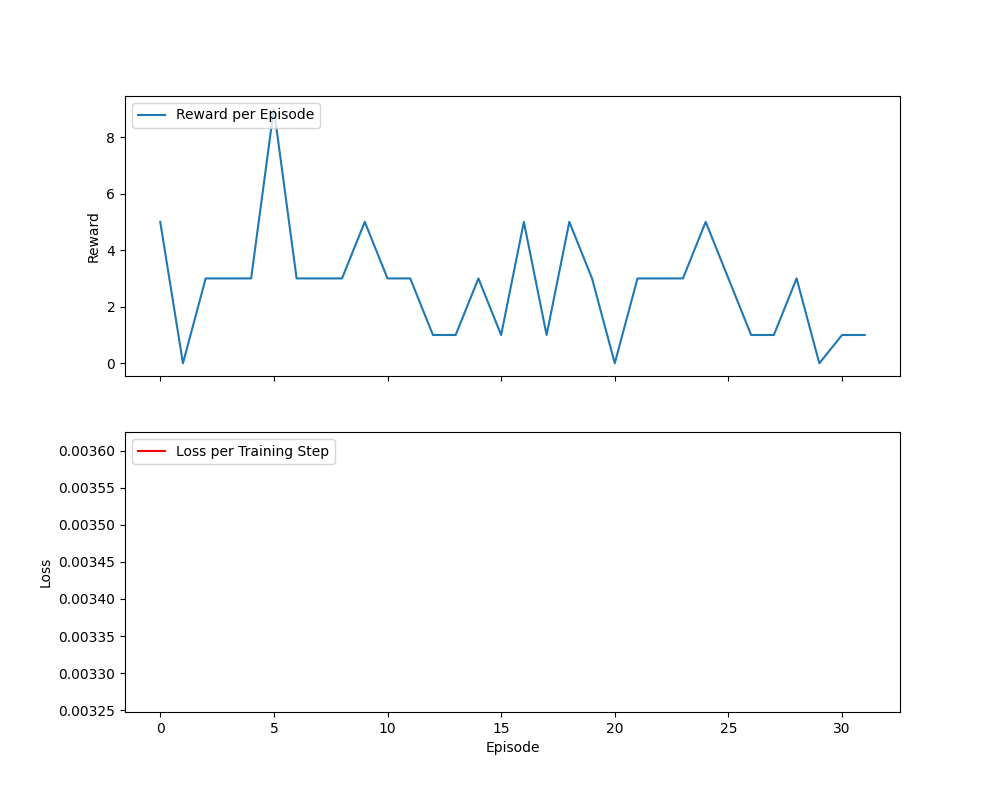 Reward per Episode
8
6
4
2
0
Reward
Loss per Training Step
0.00360
0.00355
0.00350
0.00345
0.00340
0.00335
0.00330
0.00325
Loss
0 5 10 15 20 25 30
Episode